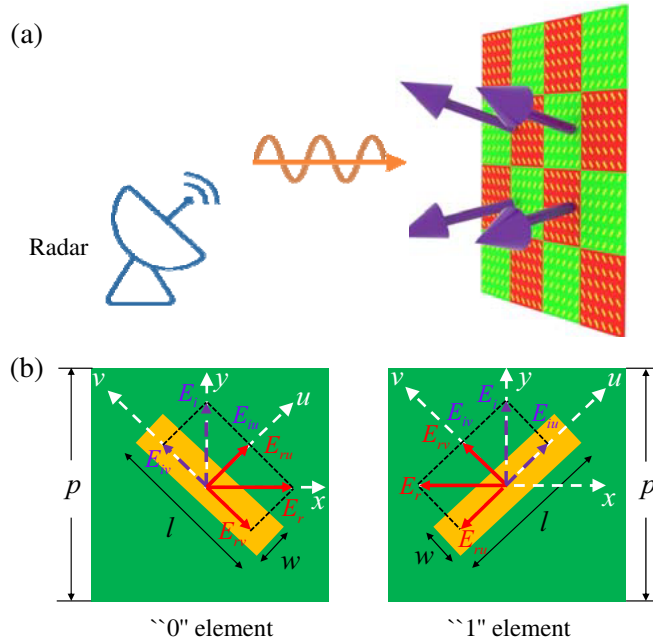 (a)
Radar
(b)
p
v
y
u
E_i
E_iu
E_ru
E_iv
x
E_r
E_rv
l
w
``0" element
v
y
u
E_i
E_iv
E_iu
E_rv
E_r
x
E_ru
l
w
p
``1" element